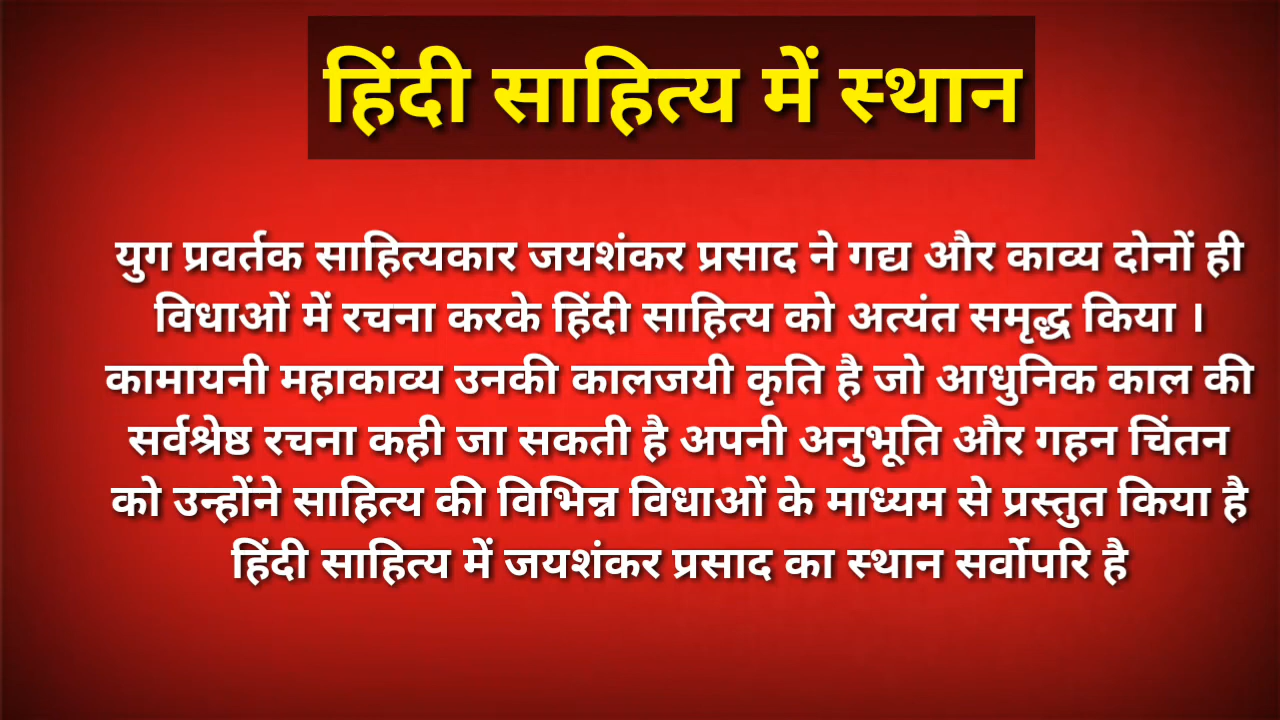 हिंदी साहित्य में स्थान
युग प्रवर्तक साहित्यकार जयशंकर प्रसाद ने गद्य और काव्य दोनों ही
विधाओं में रचना करके हिंदी साहित्य को अत्यंत समृद्ध किया ।
कामायनी महाकाव्य उनकी कालजयी कृति है जो आधुनिक काल की
सर्वश्रेष्ठ रचना कही जा सकती है अपनी अनुभूति और गहन चिंतन
को उन्होंने साहित्य की विभिन्न विधाओं के माध्यम से प्रस्तुत किया है
हिंदी साहित्य में जयशंकर प्रसाद का स्थान सर्वोपरि है